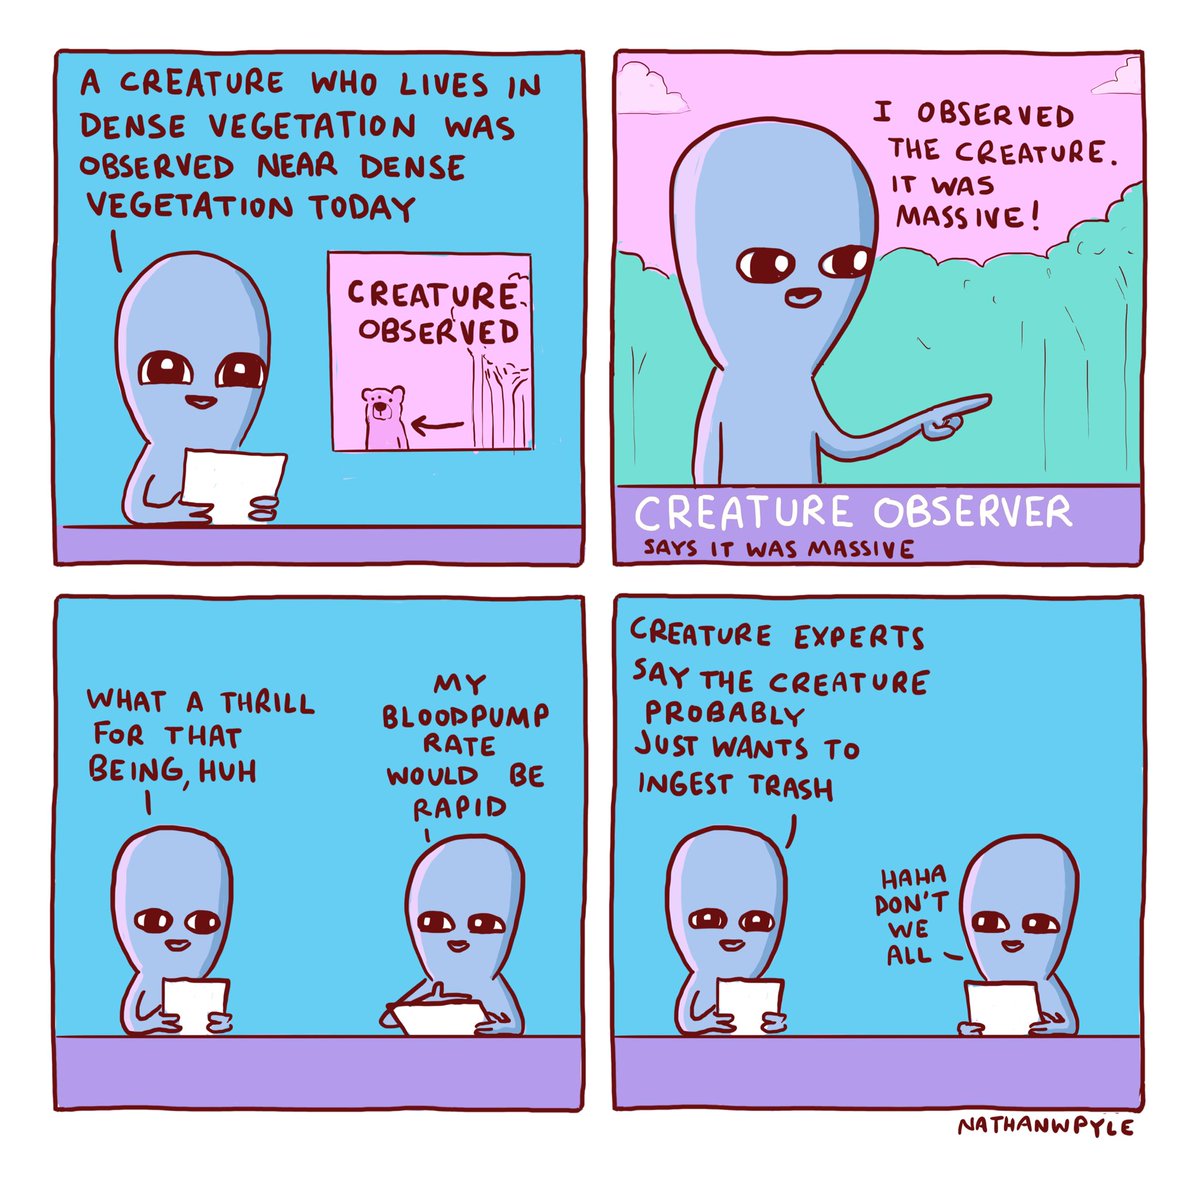 A CREATURE WHO LIVES IN
DENSE VEGETATION WAS
OBSERVED NEAR DENSE
VEGETATION TODAY
CREATURE
OBSERVED
I OBSERVED
THE CREATURE.
IT WAS
MASSIVE!
CREATURE OBSERVER
SAYS IT WAS MASSIVE
WHAT A THRILL
FOR THAT
BEING, HUH
MY
BLOODPUMP
RATE
WOULD BE
RAPID
CREATURE EXPERTS
SAY THE CREATURE
PROBABLY
JUST WANTS TO
INGEST TRASH
HAHA
DON'T
WE
ALL
NATHANWPYLE